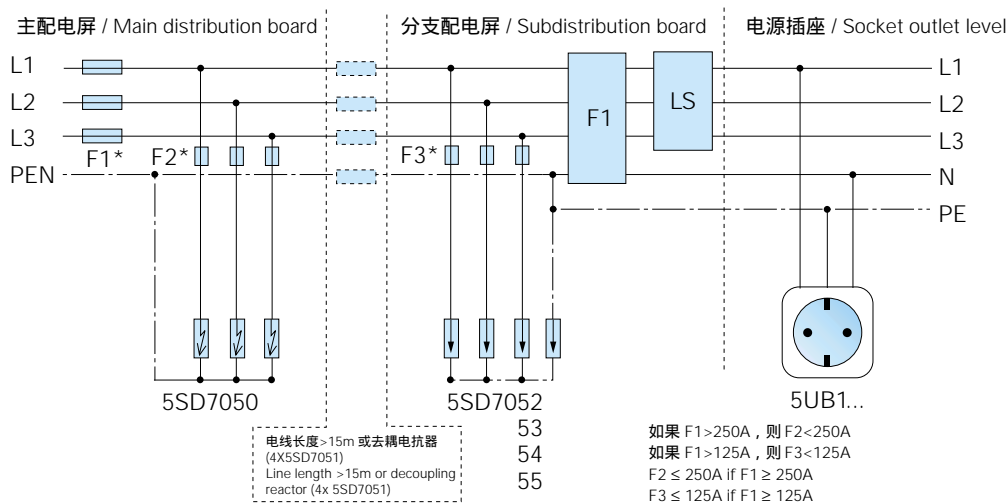 主配电屏 / Main distribution board
分支配电屏 / Subdistribution board
电源插座 / Socket outlet level
L1
L1
L2
L2
L3
L3
F1*
F2*
F3*
F1
LS
PEN
N
PE
5SD7050
5SD7052
53
54
55
5UB1...
电线长度>15m 或去耦电抗器
(4X5SD7051)
Line length >15m or decoupling
reactor (4x 5SD7051)
如果 F1>250A , 则 F2<250A
如果 F1>125A , 则 F3<125A
F2 ≤ 250A if F1 ≥ 250A
F3 ≤ 125A if F1 ≥ 125A